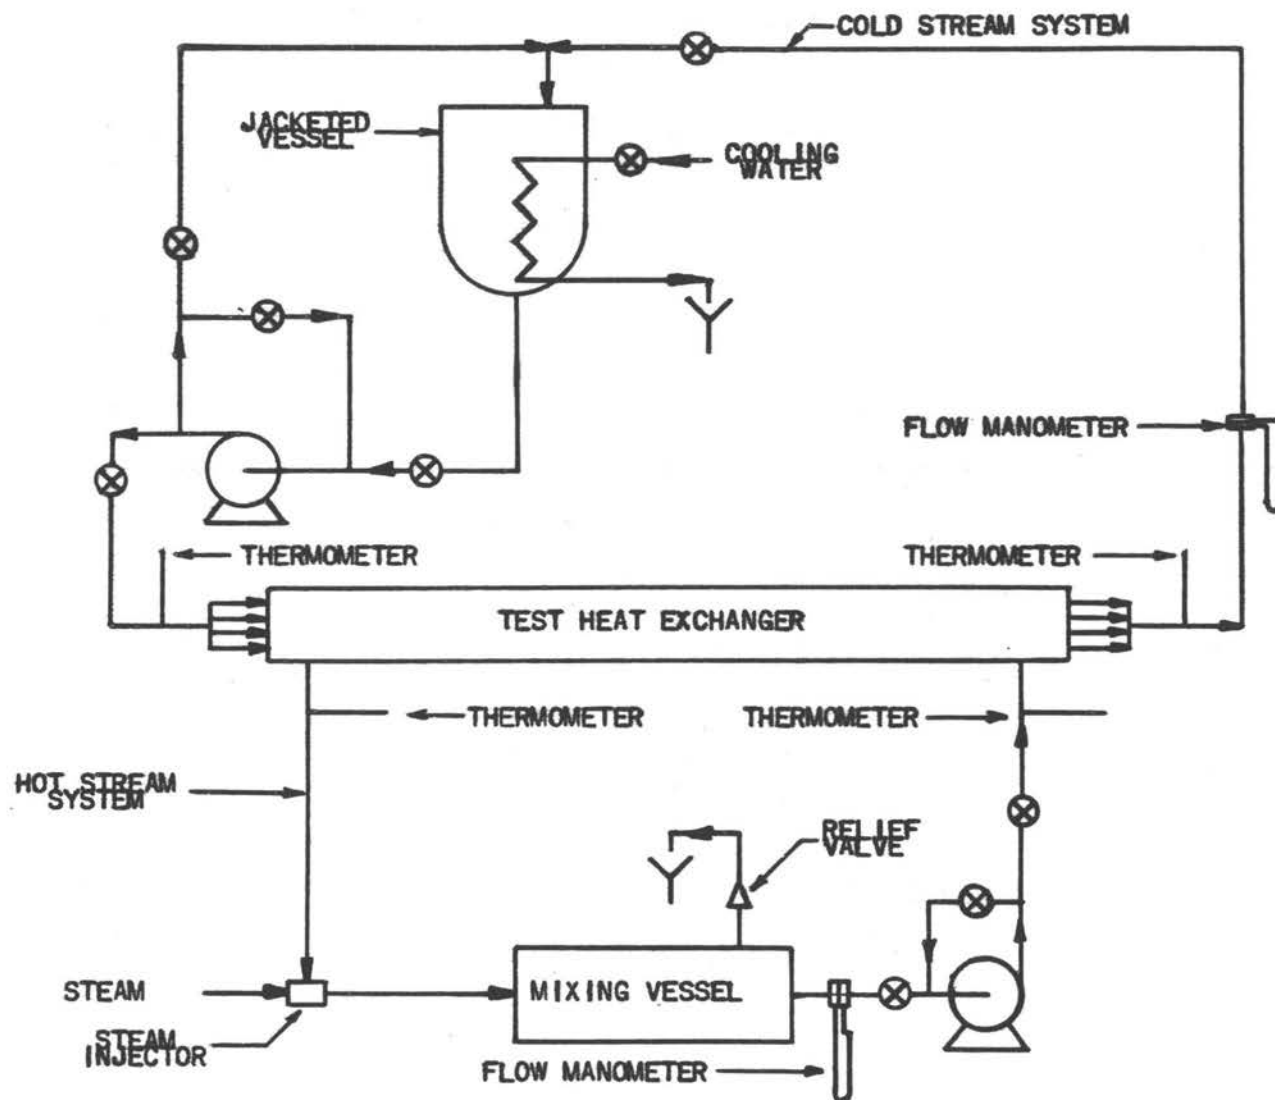 COLD STREAM SYSTEM
JACKETED
VESSEL
COOLING
WATER
FLOW MANOMETER
THERMOMETER
THERMOMETER
TEST HEAT EXCHANGER
THERMOMETER
THERMOMETER
HOT STREAM
SYSTEM
RELIEF
VALVE
STEAM
MIXING VESSEL
STEAM
INJECTOR
FLOW MANOMETER